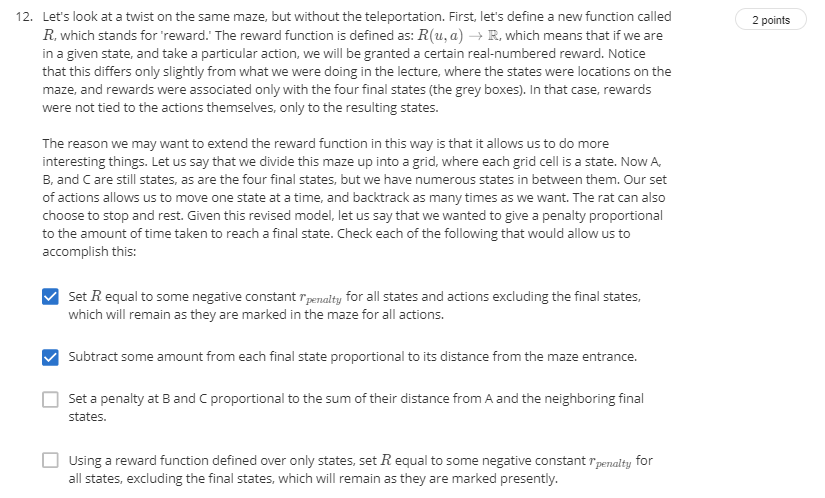 12. Let's look at a twist on the same maze, but without the teleportation. First, let's define a new function called
2 points
R, which stands for 'reward.' The reward function is defined as: R(u, a) → ℝ, which means that if we are
in a given state, and take a particular action, we will be granted a certain real-numbered reward. Notice
that this differs only slightly from what we were doing in the lecture, where the states were locations on the
maze, and rewards were associated only with the four final states (the grey boxes). In that case, rewards
were not tied to the actions themselves, only to the resulting states.
The reason we may want to extend the reward function in this way is that it allows us to do more
interesting things. Let us say that we divide this maze up into a grid, where each grid cell is a state. Now A,
B, and C are still states, as are the four final states, but we have numerous states in between them. Our set
of actions allows us to move one state at a time, and backtrack as many times as we want. The rat can also
choose to stop and rest. Given this revised model, let us say that we wanted to give a penalty proportional
to the amount of time taken to reach a final state. Check each of the following that would allow us to
accomplish this:
Set R equal to some negative constant r_penalty for all states and actions excluding the final states,
which will remain as they are marked in the maze for all actions.
Subtract some amount from each final state proportional to its distance from the maze entrance.
Set a penalty at B and C proportional to the sum of their distance from A and the neighboring final
states.
Using a reward function defined over only states, set R equal to some negative constant r_penalty for
all states, excluding the final states, which will remain as they are marked presently.